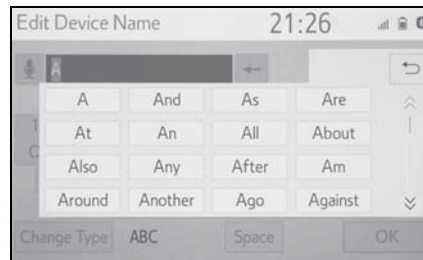 Edit Device Name 21:26
A
A And As Are
At An All About
Also Any After Am
Around Another Ago Against
Change Type ABC Space OK